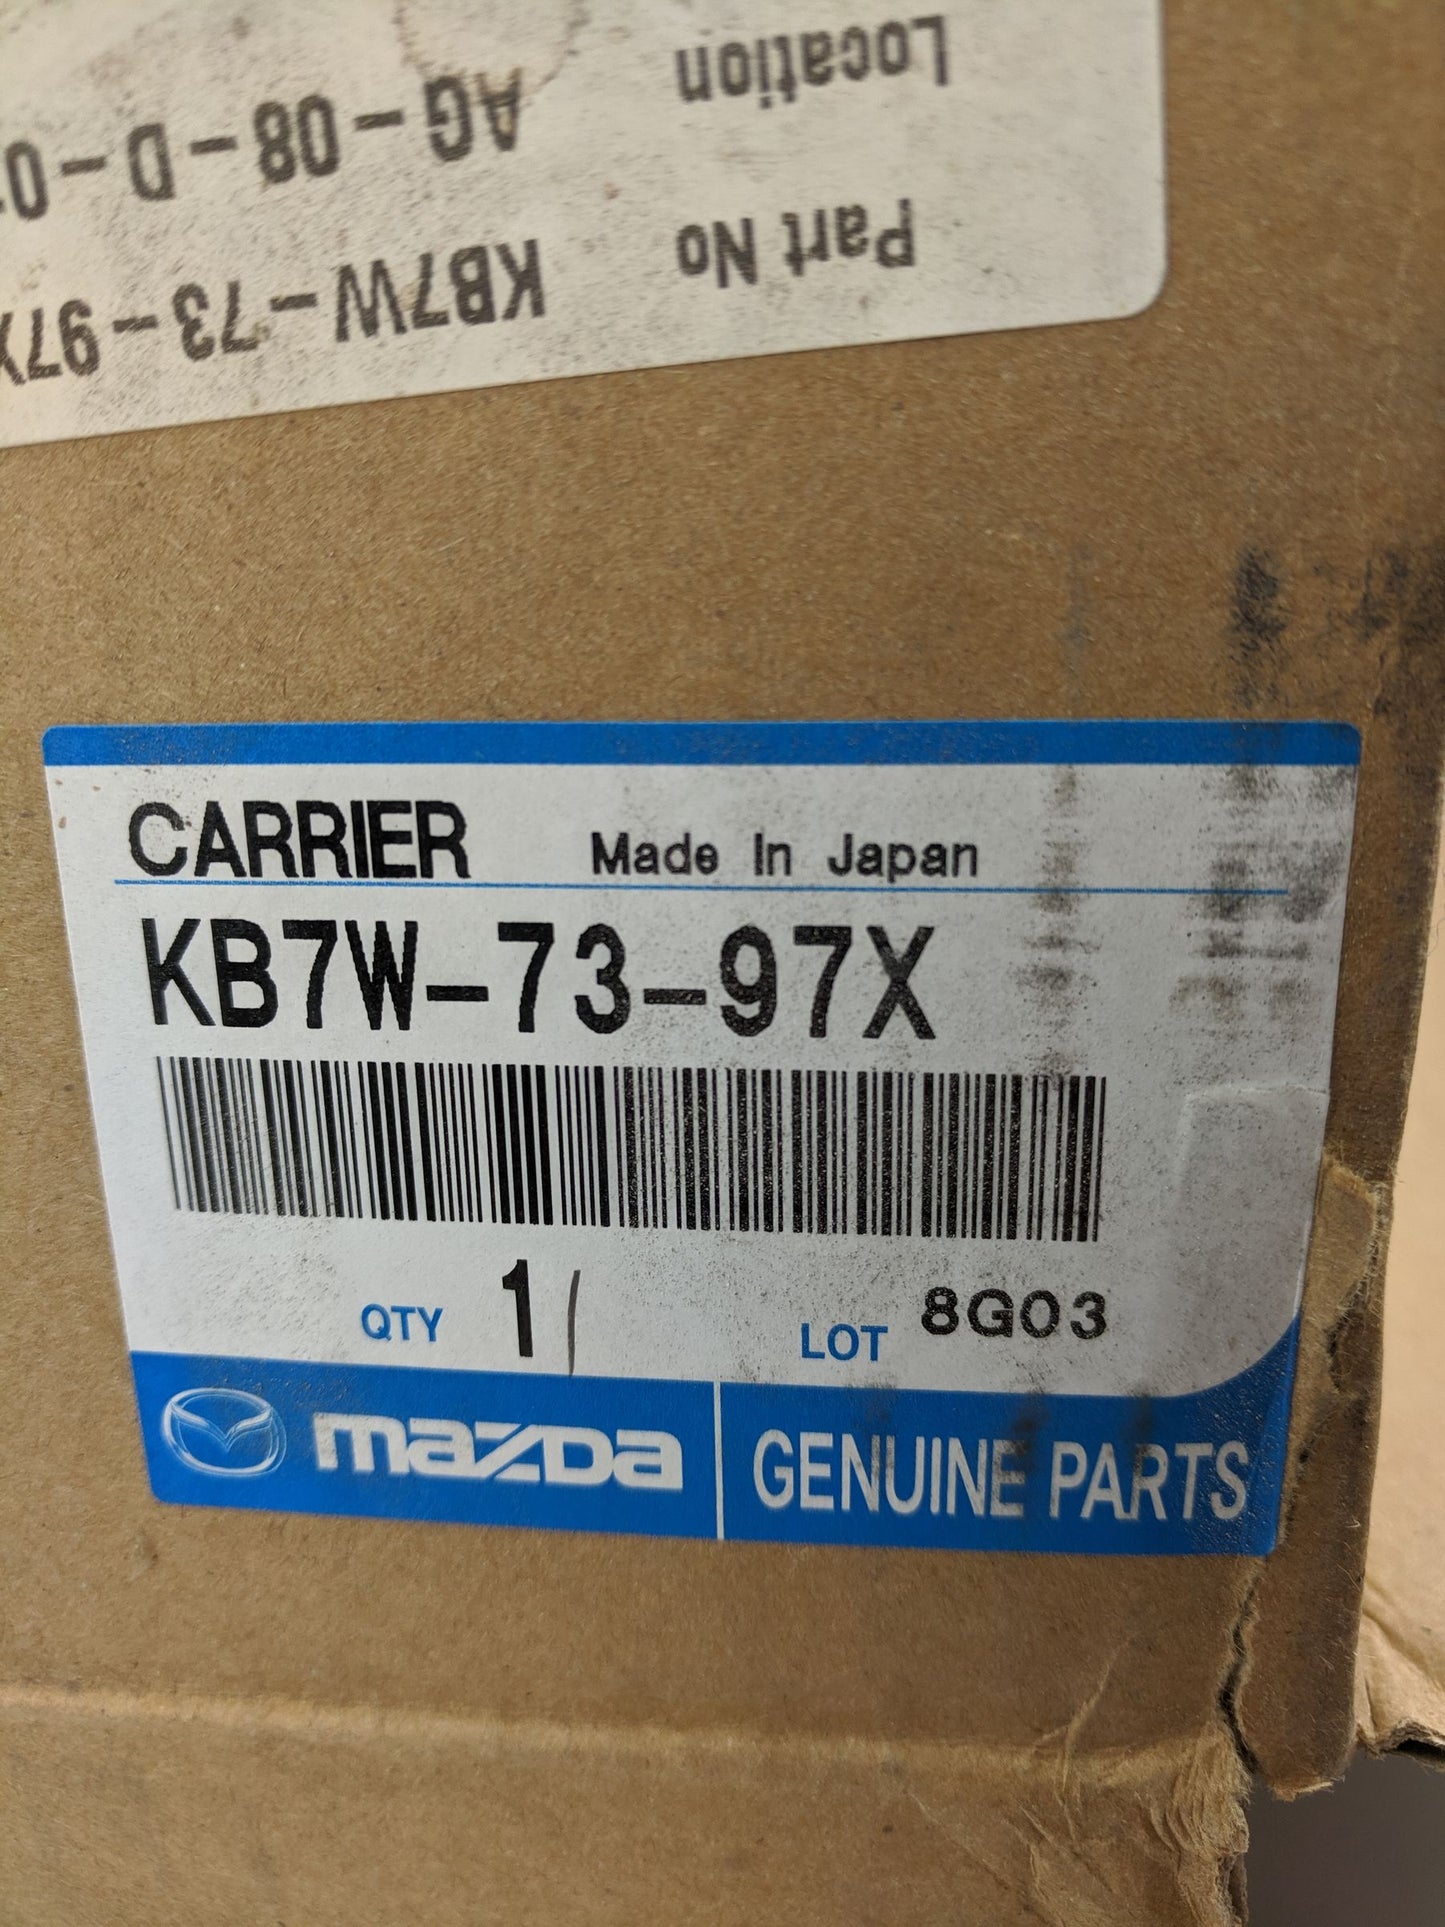 Location
AG-08-D-0
Part No
KB7W-73-97X
CARRIER Made In Japan
KB7W-73-97X
QTY 1 LOT 8G03
mazda GENUINE PARTS